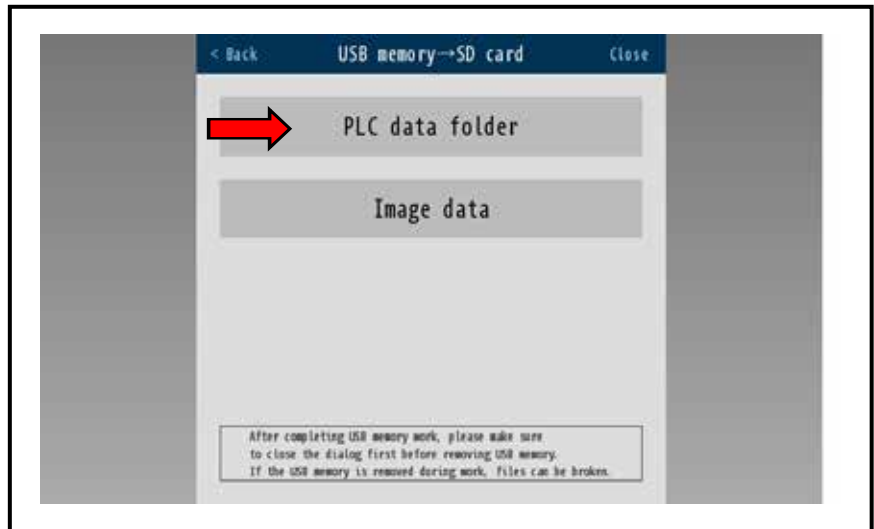 < Back USB memory→SD card Close
PLC data folder
Image data
After completing USB memory work, please make sure
to close the dialog first before removing USB memory.
If the USB memory is removed during work, files can be broken.